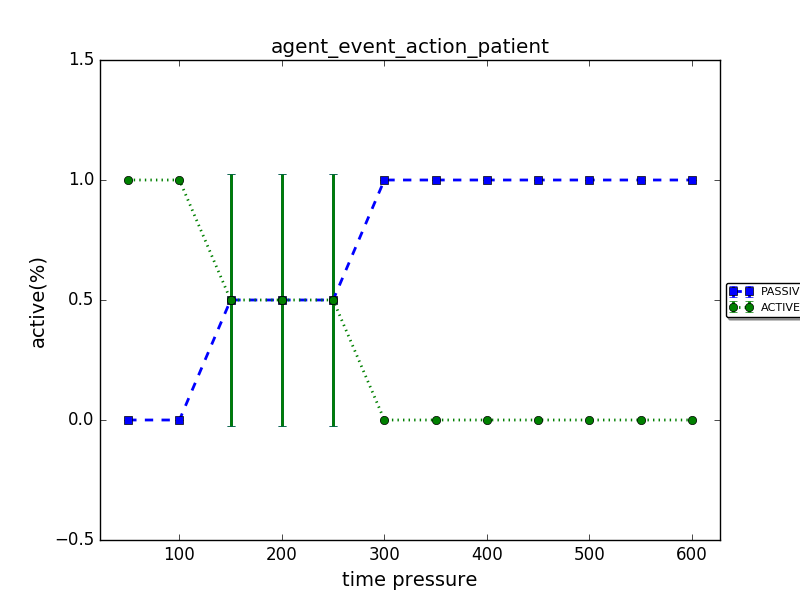 agent_event_action_patient
1.5
1.0
0.5
0.0
−0.5
active(%)
100 200 300 400 500 600
time pressure
PASSIV
ACTIVE